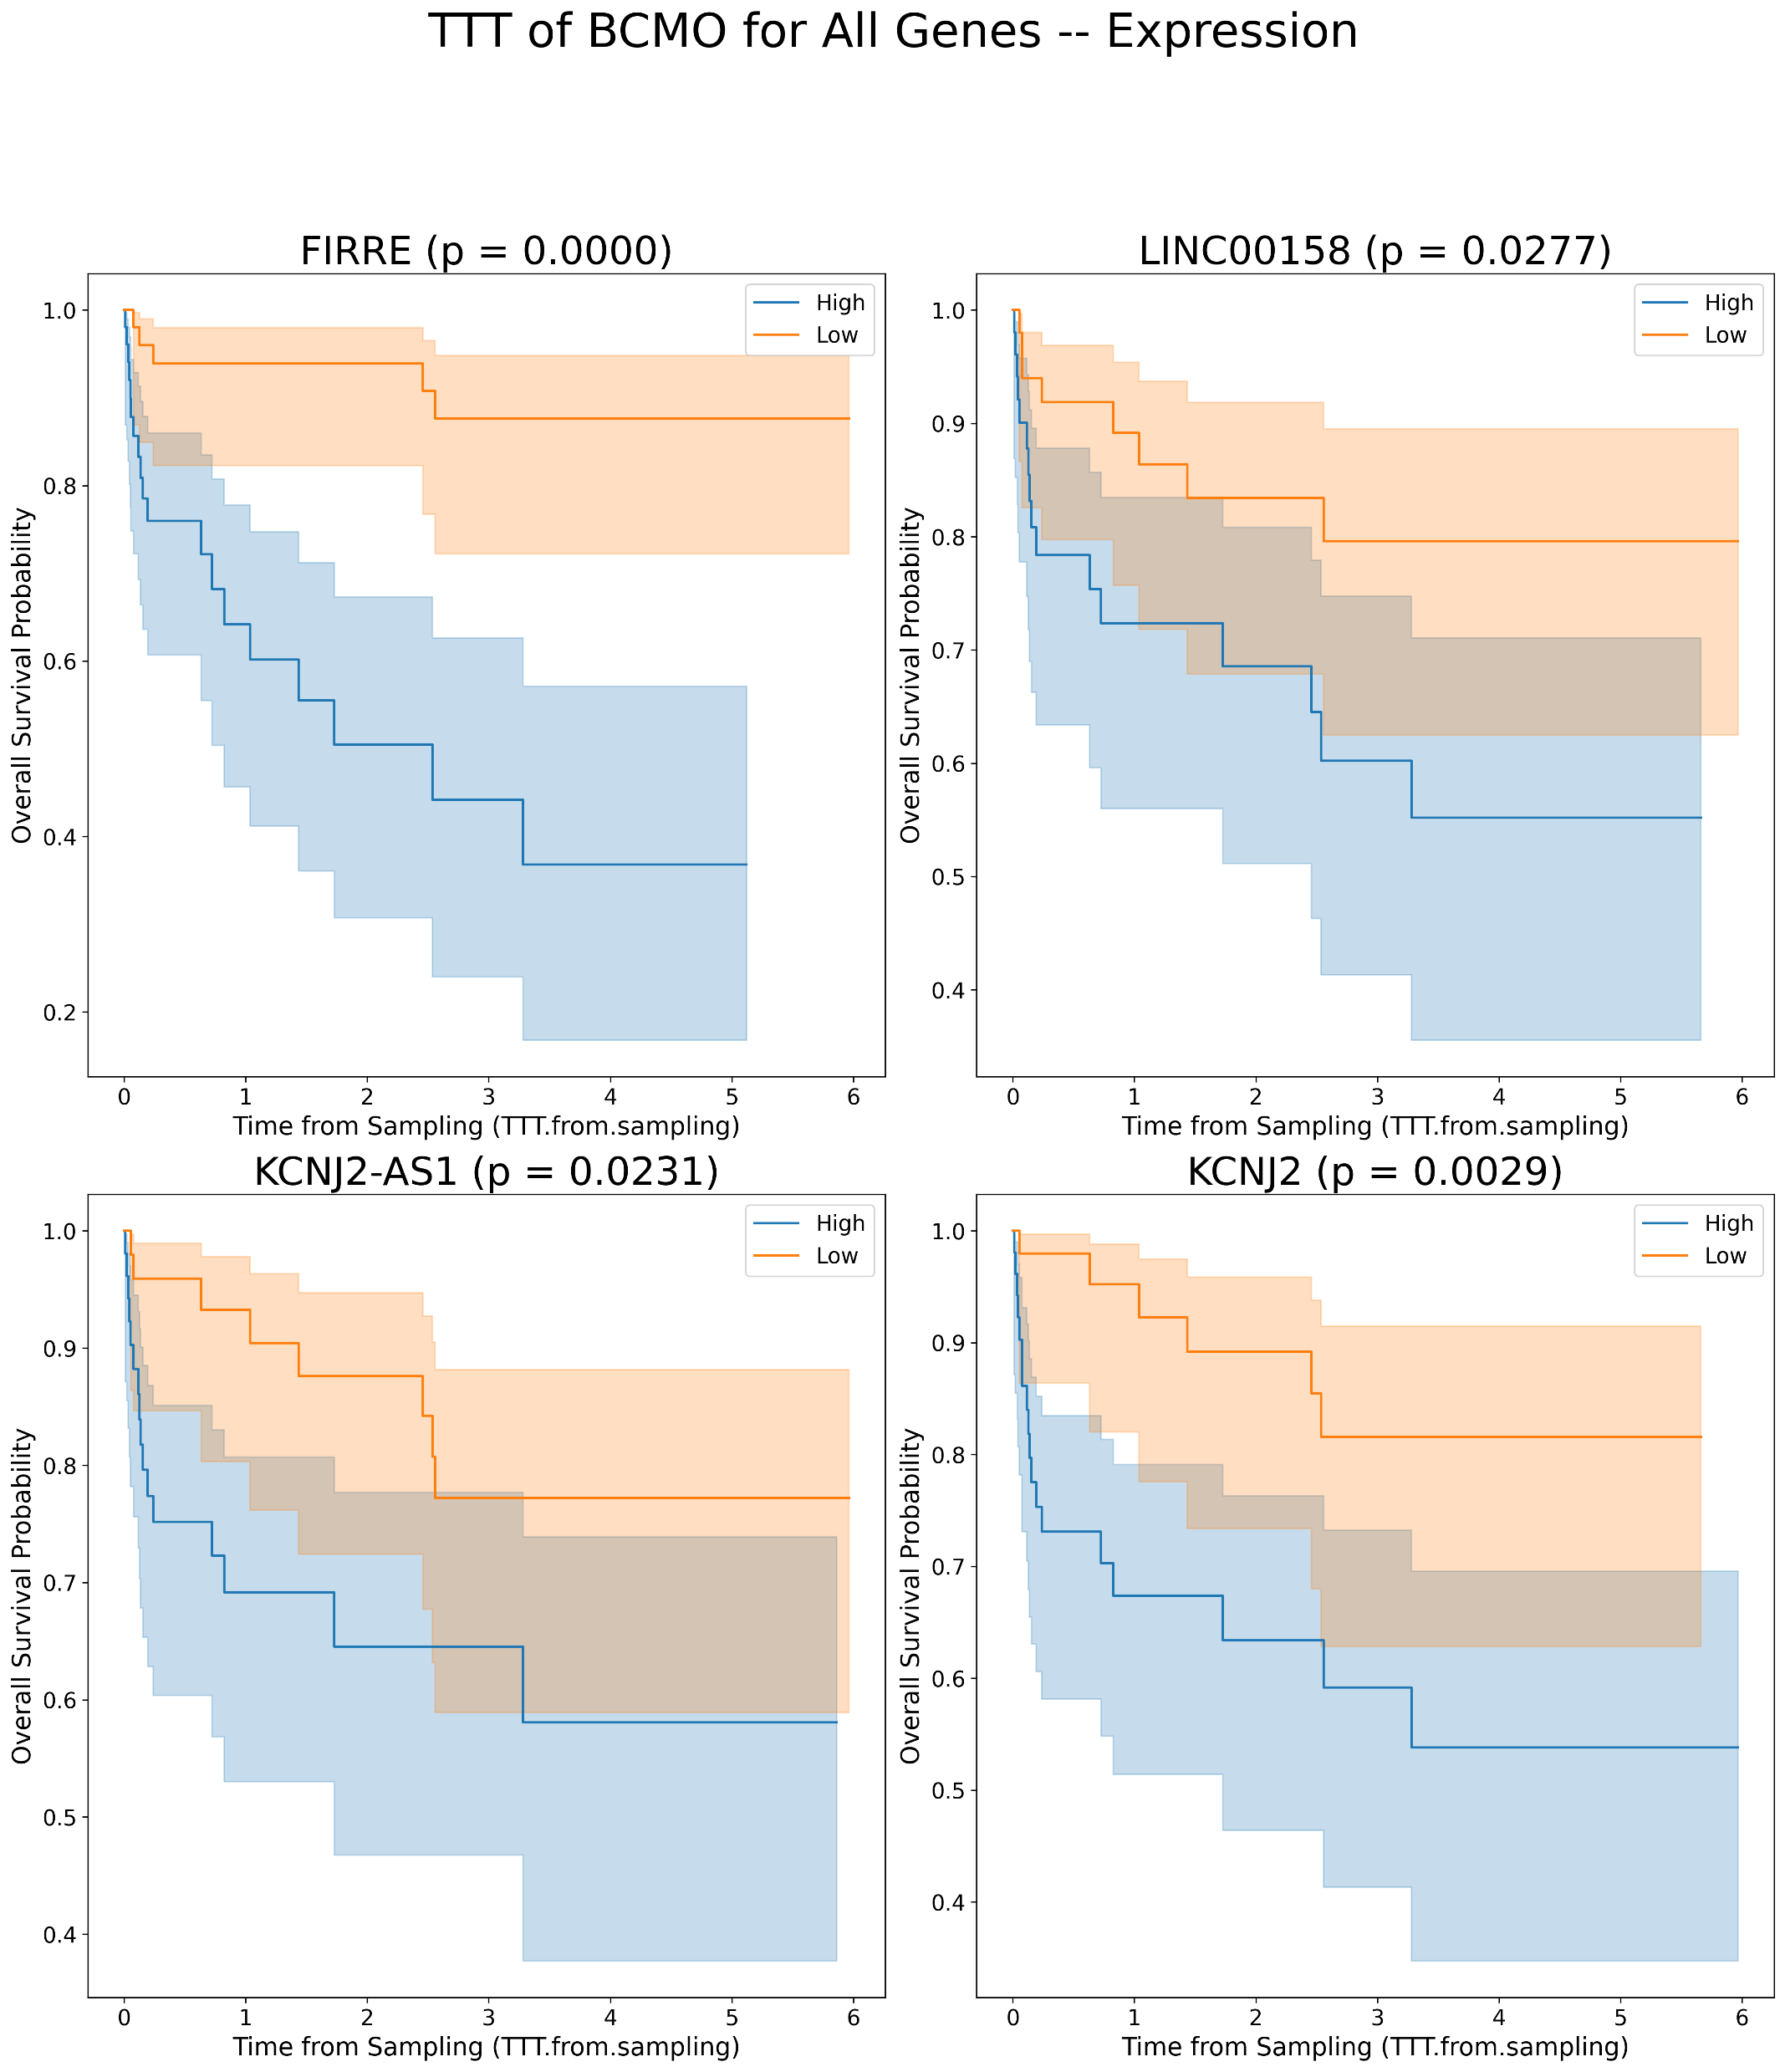 TTT of BCMO for All Genes -- Expression
FIRRE (p = 0.0000)
High
Low
1.0
0.8
0.6
0.4
0.2
Overall Survival Probability
0 1 2 3 4 5 6
Time from Sampling (TTT.from.sampling)
LINC00158 (p = 0.0277)
High
Low
1.0
0.9
0.8
0.7
0.6
0.5
0.4
Overall Survival Probability
0 1 2 3 4 5 6
Time from Sampling (TTT.from.sampling)
KCNJ2-AS1 (p = 0.0231)
High
Low
1.0
0.9
0.8
0.7
0.6
0.5
0.4
Overall Survival Probability
0 1 2 3 4 5 6
Time from Sampling (TTT.from.sampling)
KCNJ2 (p = 0.0029)
High
Low
1.0
0.9
0.8
0.7
0.6
0.5
0.4
Overall Survival Probability
0 1 2 3 4 5 6
Time from Sampling (TTT.from.sampling)